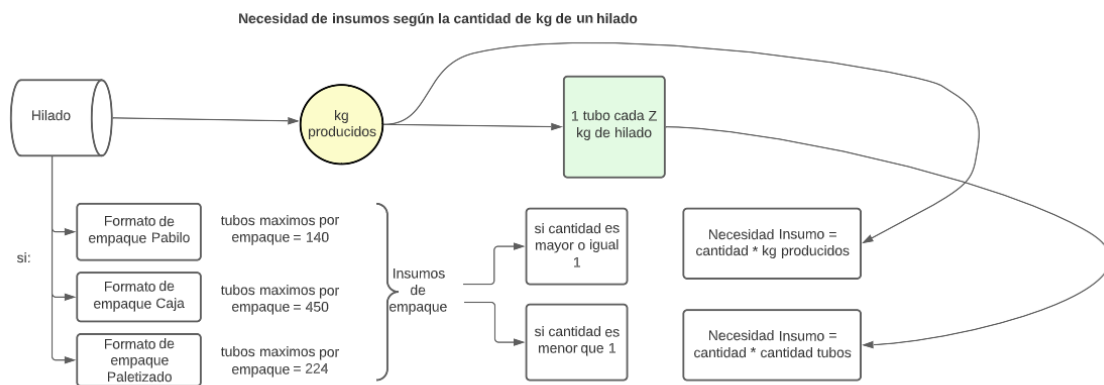 Necesidad de insumos según la cantidad de kg de un hilado
Hilado
kg
producidos
1 tubo cada Z
kg de hilado
si:
Formato de
empaque Pabilo
tubos maximos por
empaque = 140
Formato de
empaque Caja
tubos maximos por
empaque = 450
Formato de
empaque
Paletizado
tubos maximos por
empaque = 224
Insumos
de
empaque
si cantidad es
mayor o igual
1
si cantidad es
menor que 1
Necesidad Insumo =
cantidad * kg producidos
Necesidad Insumo =
cantidad * cantidad tubos